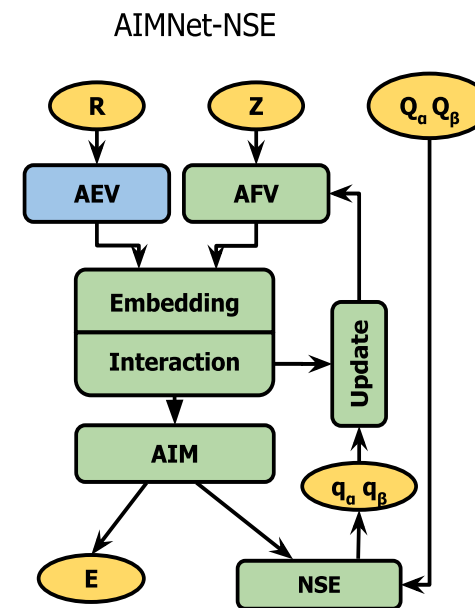 AIMNet-NSE
R
Z
Qα Qβ
AEV
AFV
Embedding
Interaction
Update
AIM
qα qβ
E
NSE